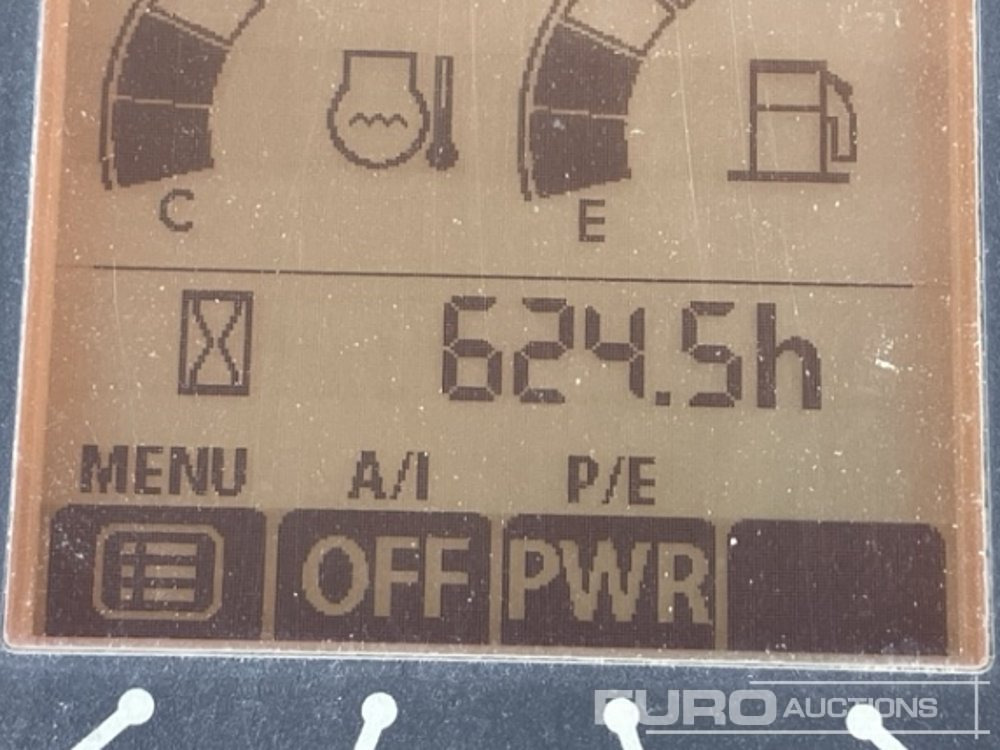 C E
624.5h
MENU A/I P/E
OFF PWR
EURO AUCTIONS